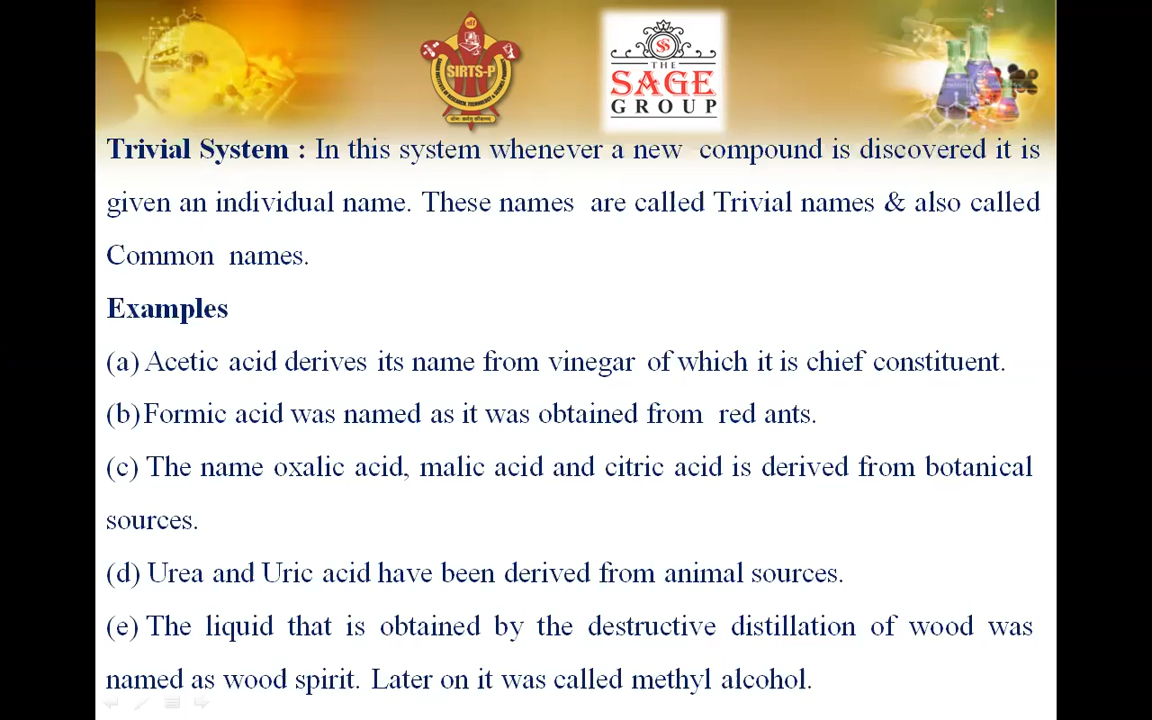 SIRTS-P
THE
SAGE
GROUP
Trivial System : In this system whenever a new compound is discovered it is
given an individual name. These names are called Trivial names & also called
Common names.
Examples
(a) Acetic acid derives its name from vinegar of which it is chief constituent.
(b) Formic acid was named as it was obtained from red ants.
(c) The name oxalic acid, malic acid and citric acid is derived from botanical
sources.
(d) Urea and Uric acid have been derived from animal sources.
(e) The liquid that is obtained by the destructive distillation of wood was
named as wood spirit. Later on it was called methyl alcohol.